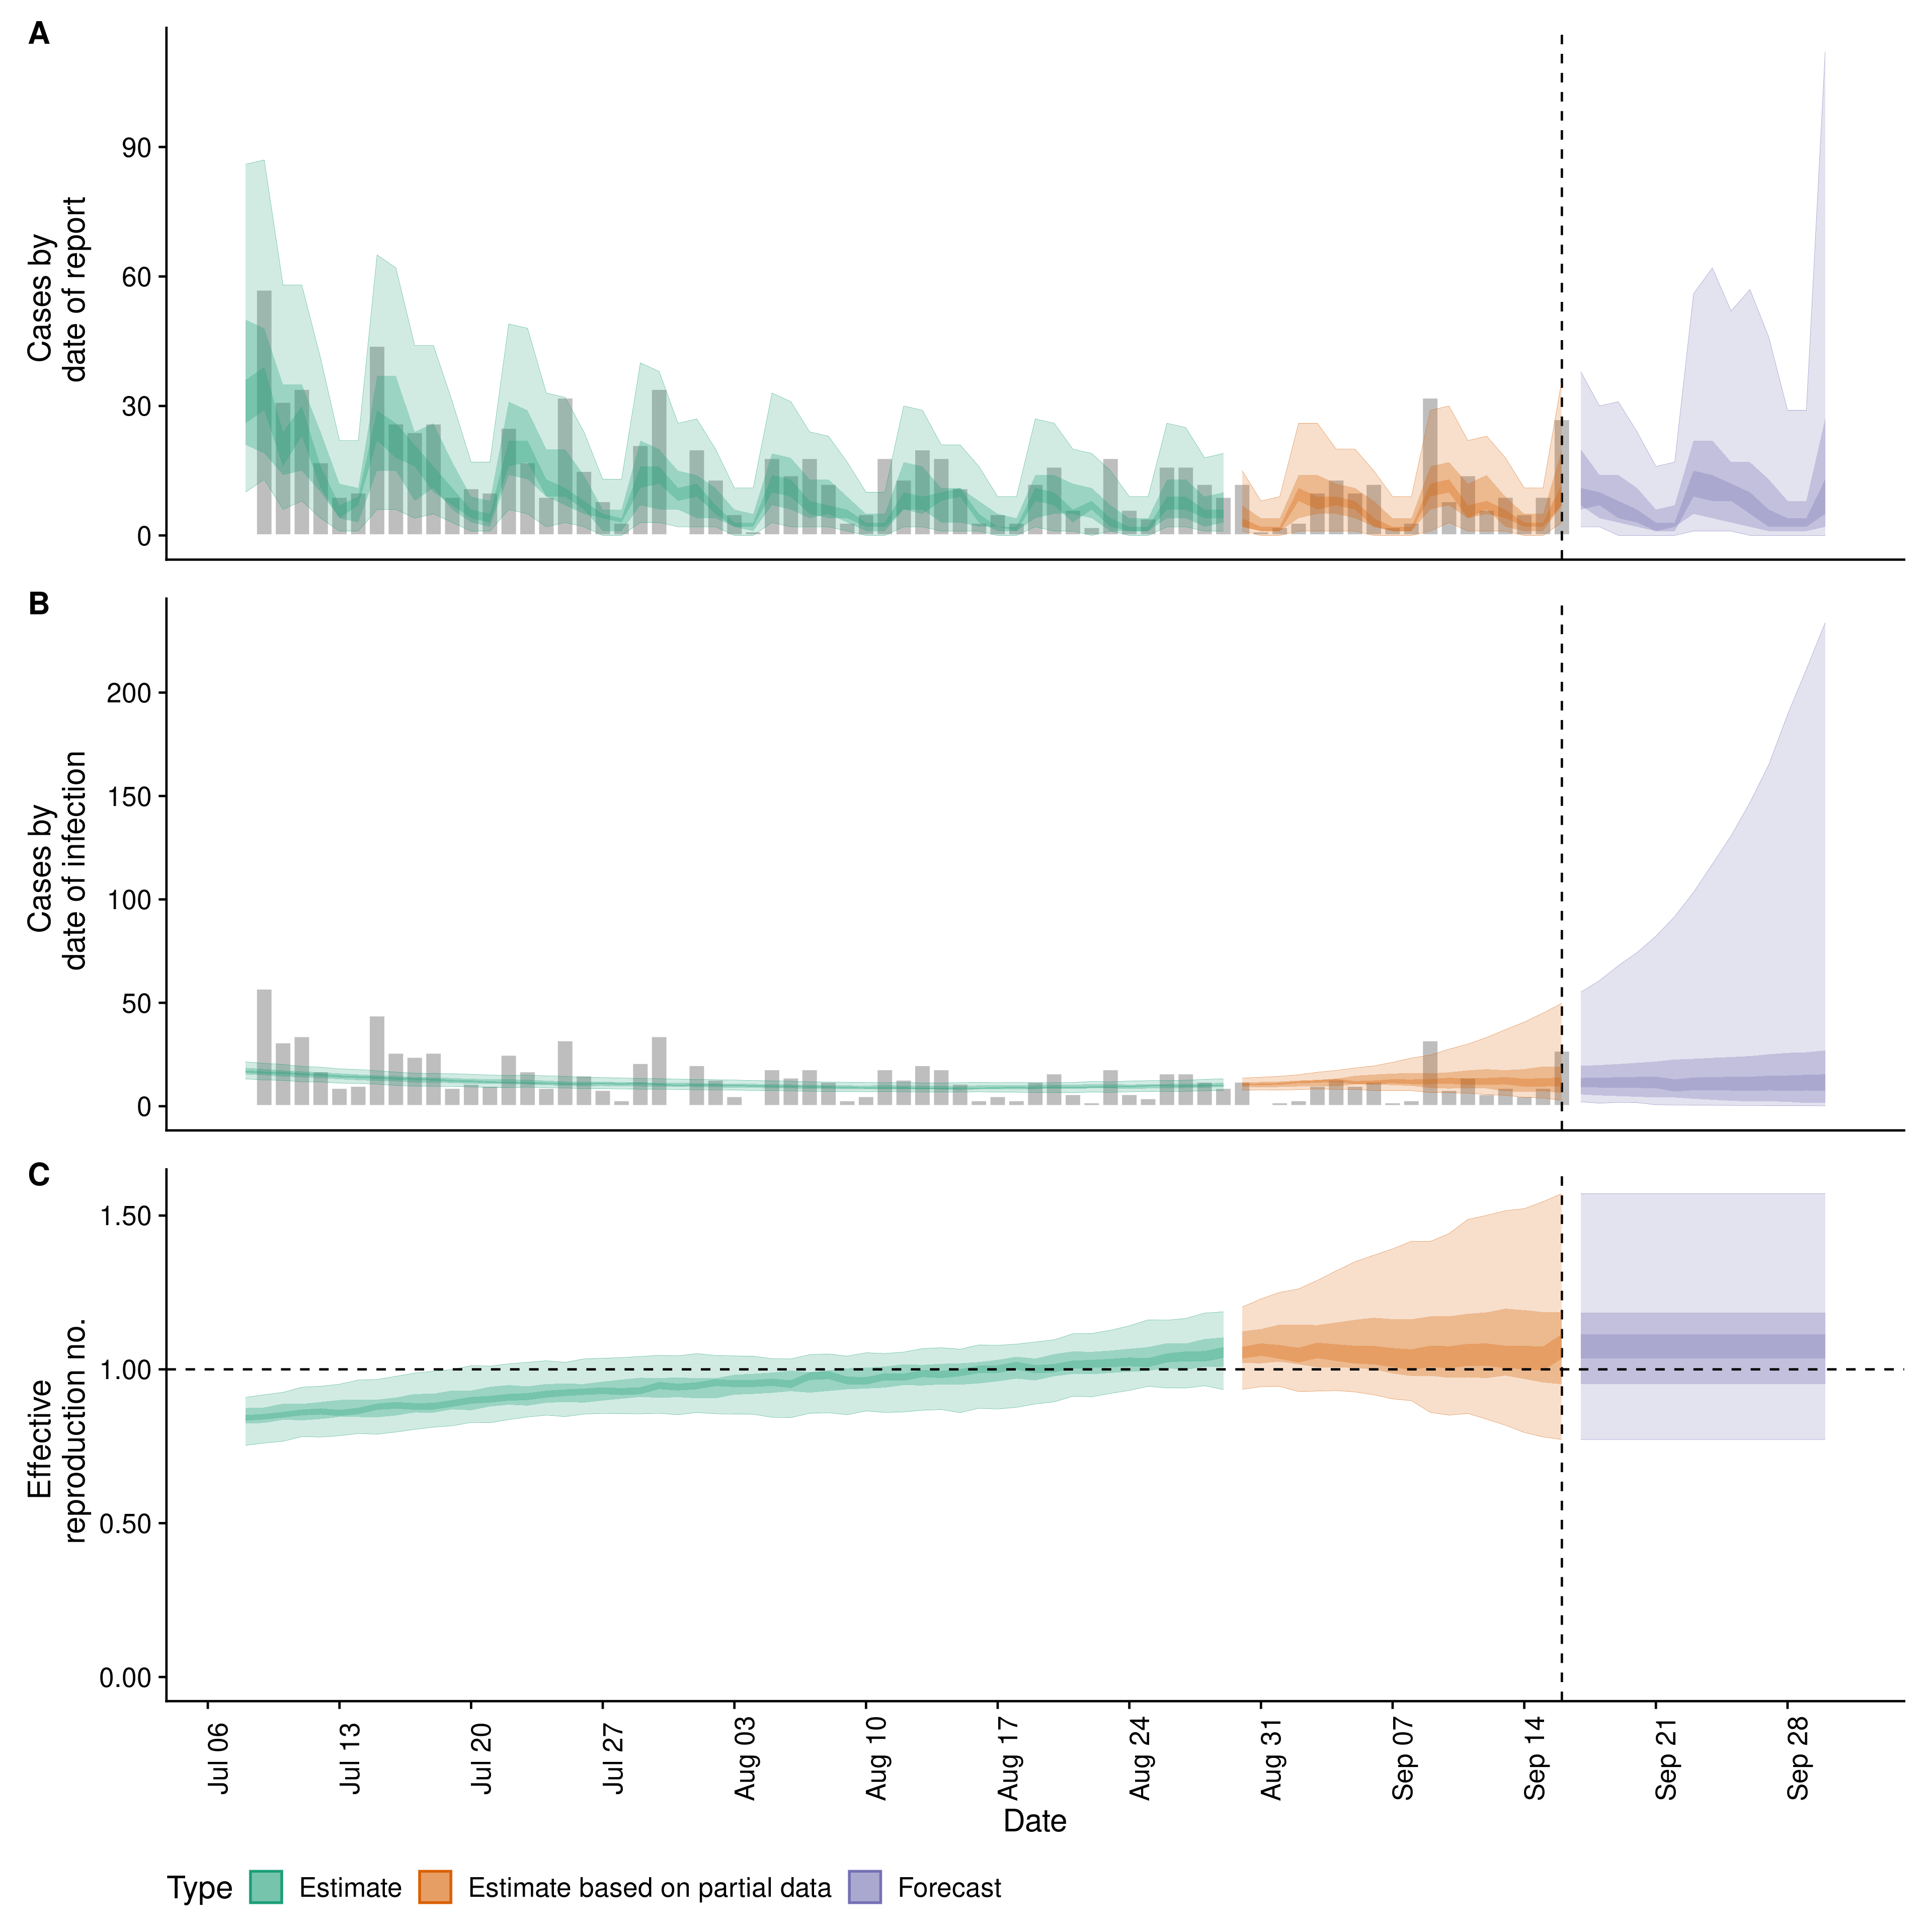 A
Cases by
date of report
90
60
30
0
B
Cases by
date of infection
200
150
100
50
0
C
Effective
reproduction no.
1.50
1.00
0.50
0.00
Jul 06
Jul 13
Jul 20
Jul 27
Aug 03
Aug 10
Aug 17
Aug 24
Aug 31
Sep 07
Sep 14
Sep 21
Sep 28
Date
Type Estimate Estimate based on partial data Forecast